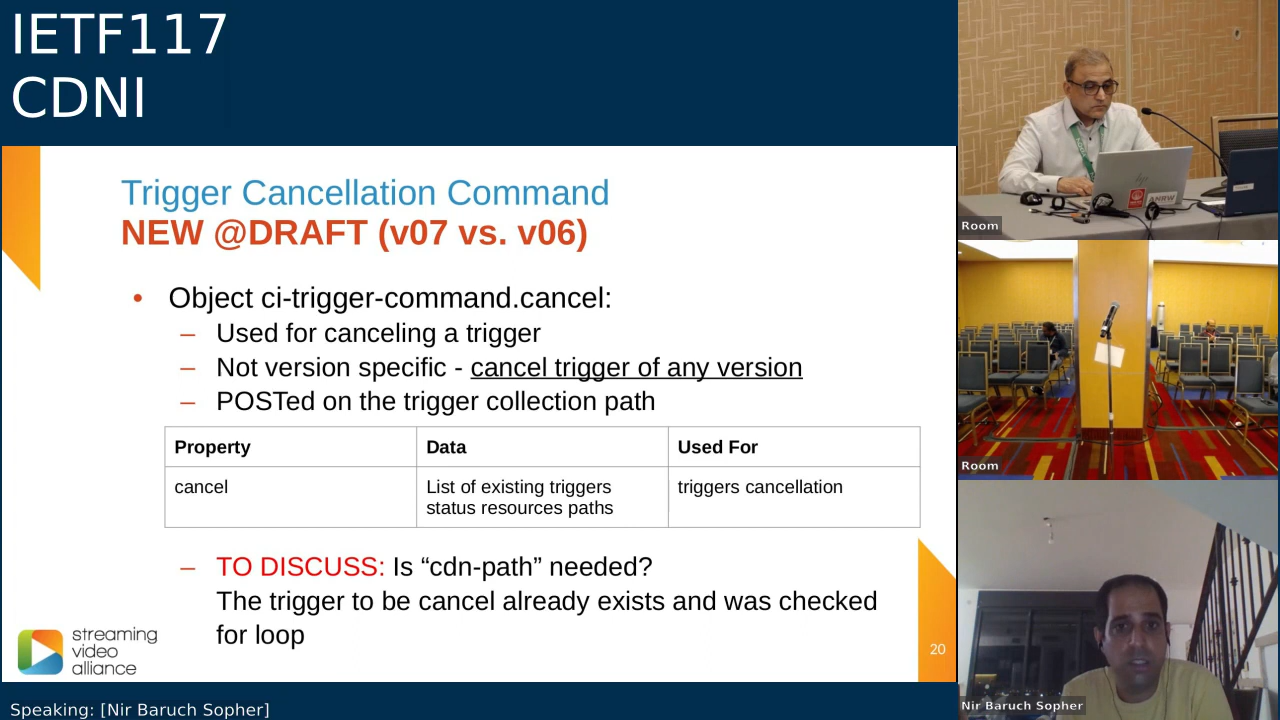 IETF117
CDNI
Trigger Cancellation Command
NEW @DRAFT (v07 vs. v06)
• Object ci-trigger-command.cancel:
– Used for canceling a trigger
– Not version specific - cancel trigger of any version
– POSTed on the trigger collection path
Property Data Used For
cancel List of existing triggers triggers cancellation
status resources paths
– TO DISCUSS: Is “cdn-path” needed?
The trigger to be cancel already exists and was checked
for loop
streaming
video
alliance
20
Speaking: [Nir Baruch Sopher]
hp
ANRW
Room
Room
Nir Baruch Sopher